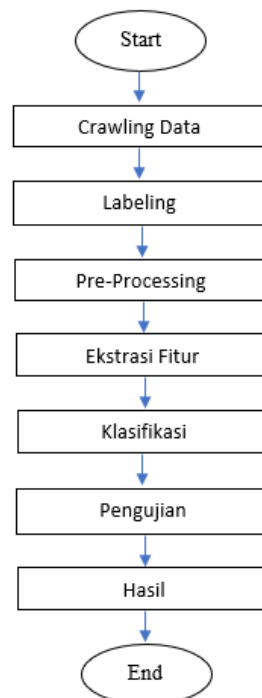 Start
Crawling Data
Labeling
Pre-Processing
Ekstrasi Fitur
Klasifikasi
Pengujian
Hasil
End